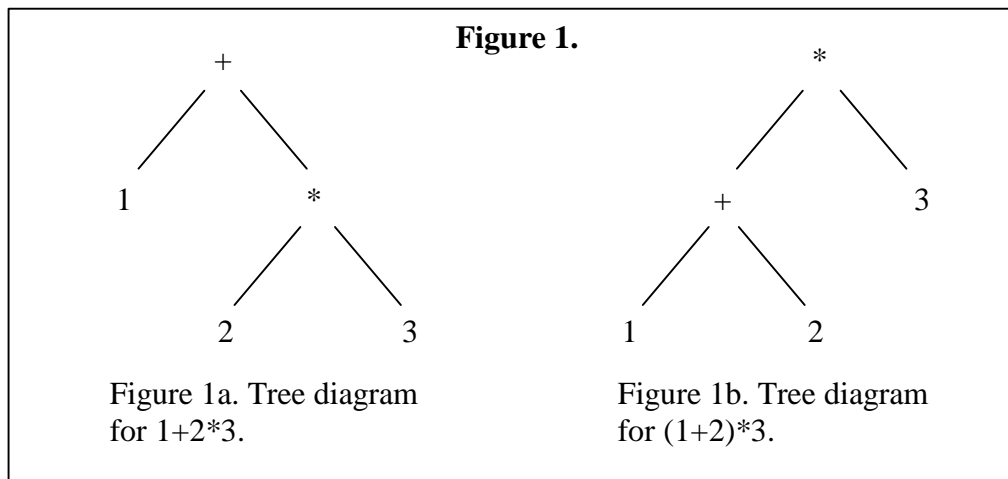 Figure 1.
+
1
*
2
3
Figure 1a. Tree diagram
for 1+2*3.
*
+
3
1
2
Figure 1b. Tree diagram
for (1+2)*3.